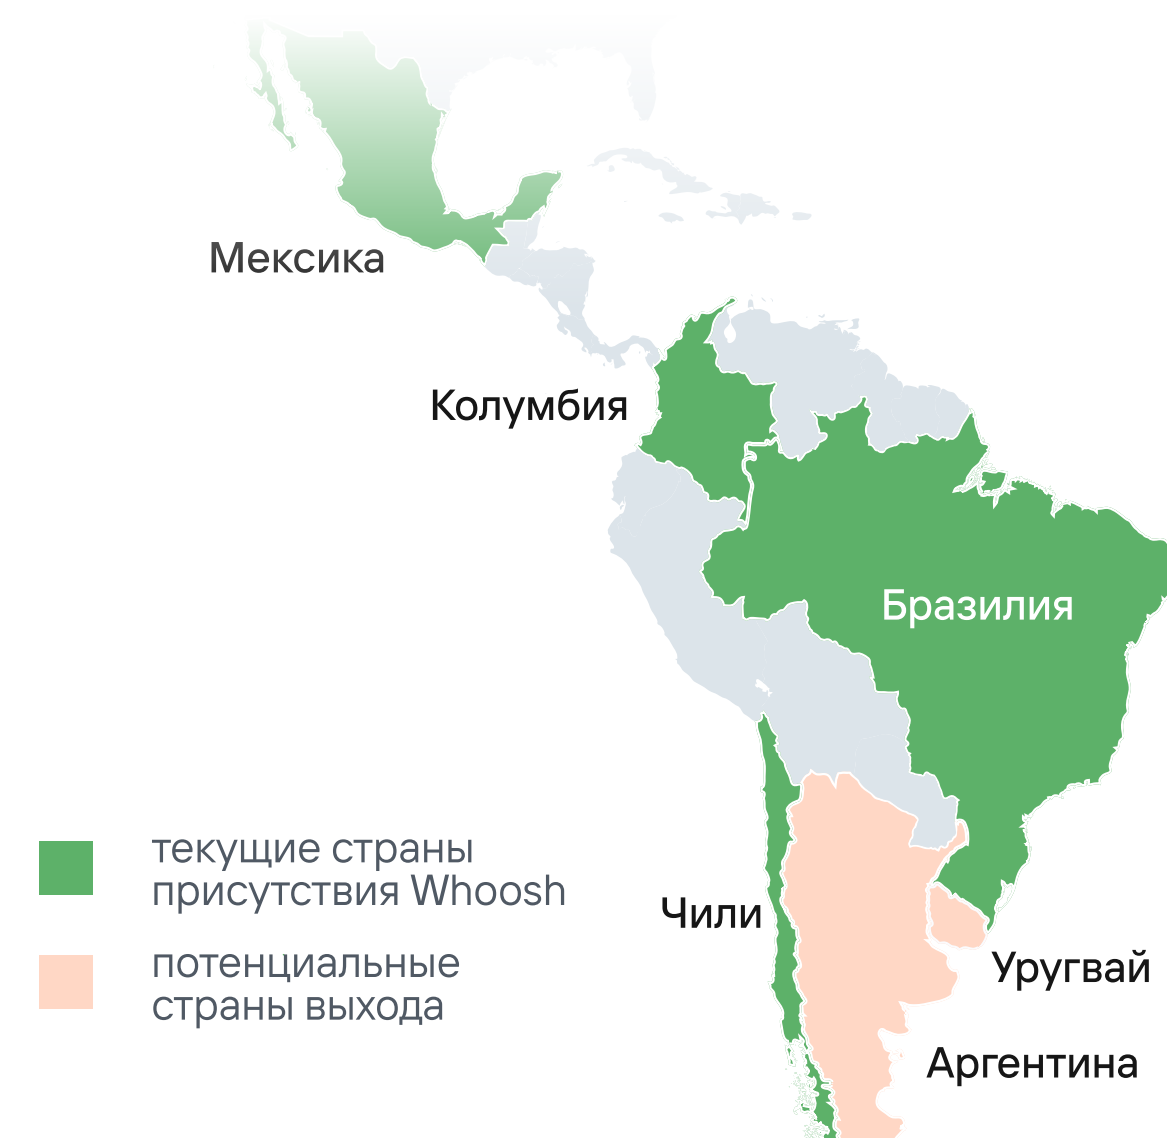 Мексика
Колумбия
Бразилия
текущие страны
присутствия Whoosh
Чили
потенциальные
страны выхода
Уругвай
Аргентина